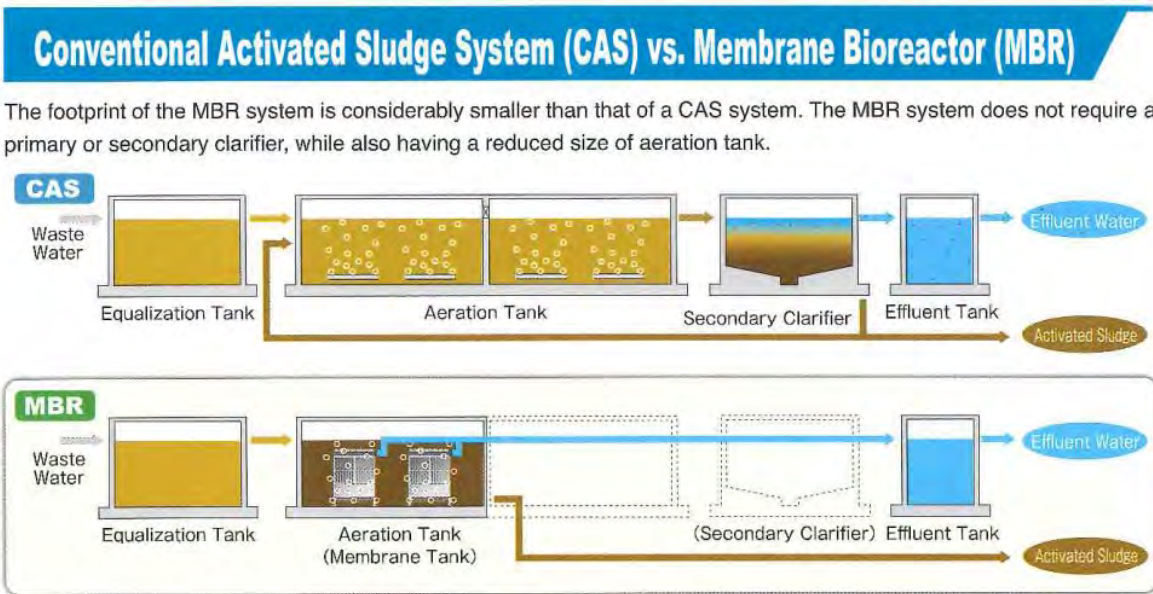 Conventional Activated Sludge System (CAS) vs. Membrane Bioreactor (MBR)
The footprint of the MBR system is considerably smaller than that of a CAS system. The MBR system does not require a
primary or secondary clarifier, while also having a reduced size of aeration tank.
CAS
Waste
Water
Equalization Tank
Aeration Tank
Secondary Clarifier
Effluent Tank
Effluent Water
Activated Sludge
MBR
Waste
Water
Equalization Tank
Aeration Tank
(Membrane Tank)
(Secondary Clarifier)
Effluent Tank
Effluent Water
Activated Sludge